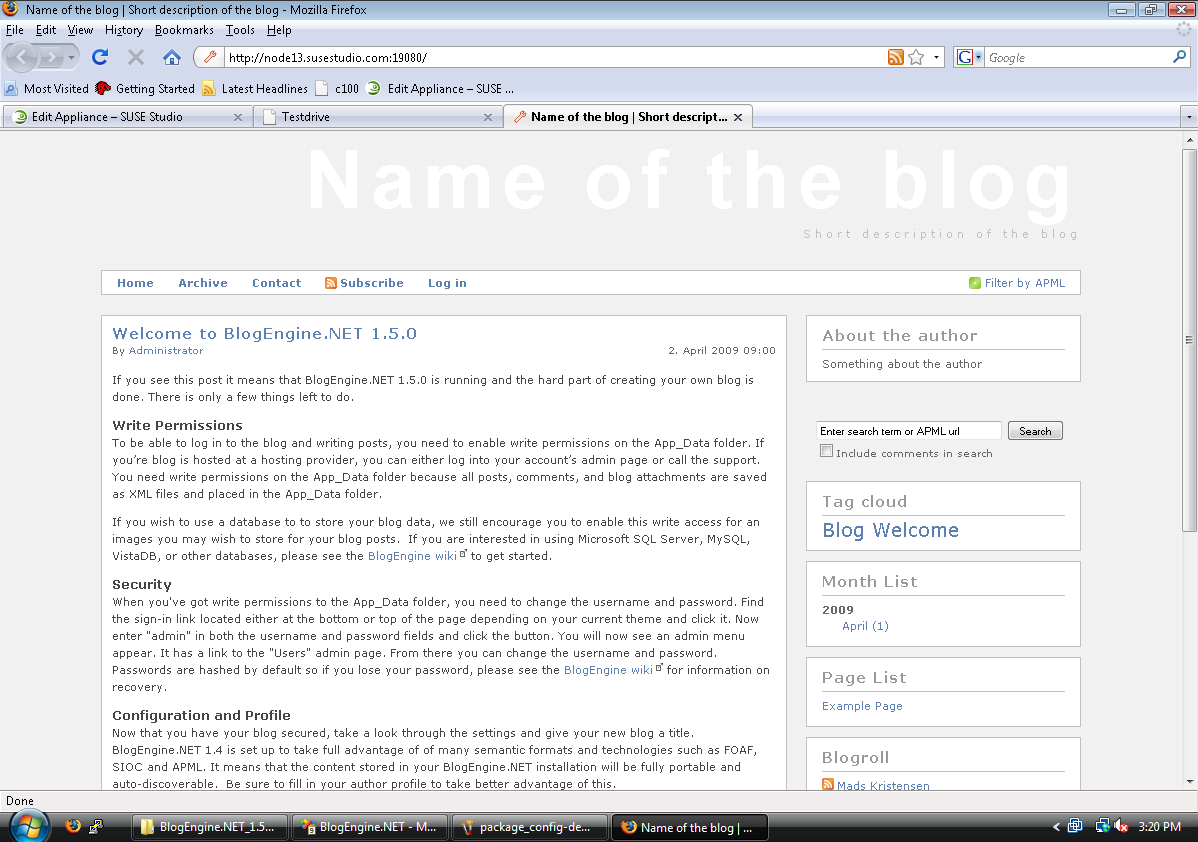 Name of the blog | Short description of the blog - Mozilla Firefox
File Edit View History Bookmarks Tools Help
http://node13.susestudio.com:19080/
Google
Most Visited Getting Started Latest Headlines c100 Edit Appliance – SUSE ...
Edit Appliance – SUSE Studio
Testdrive
Name of the blog | Short descript...
Name of the blog
Short description of the blog
Home Archive Contact Subscribe Log in Filter by APML
Welcome to BlogEngine.NET 1.5.0
By Administrator 2. April 2009 09:00
If you see this post it means that BlogEngine.NET 1.5.0 is running and the hard part of creating your own blog is
done. There is only a few things left to do.
Write Permissions
To be able to log in to the blog and writing posts, you need to enable write permissions on the App_Data folder. If
you're blog is hosted at a hosting provider, you can either log into your account's admin page or call the support.
You need write permissions on the App_Data folder because all posts, comments, and blog attachments are saved
as XML files and placed in the App_Data folder.
If you wish to use a database to to store your blog data, we still encourage you to enable this write access for an
images you may wish to store for your blog posts.  If you are interested in using Microsoft SQL Server, MySQL,
VistaDB, or other databases, please see the BlogEngine wiki to get started.
Security
When you've got write permissions to the App_Data folder, you need to change the username and password. Find
the sign-in link located either at the bottom or top of the page depending on your current theme and click it. Now
enter "admin" in both the username and password fields and click the button. You will now see an admin menu
appear. It has a link to the "Users" admin page. From there you can change the username and password.
Passwords are hashed by default so if you lose your password, please see the BlogEngine wiki for information on
recovery.
Configuration and Profile
Now that you have your blog secured, take a look through the settings and give your new blog a title.
BlogEngine.NET 1.4 is set up to take full advantage of of many semantic formats and technologies such as FOAF,
SIOC and APML. It means that the content stored in your BlogEngine.NET installation will be fully portable and
auto-discoverable.  Be sure to fill in your author profile to take better advantage of this.
About the author
Something about the author
Enter search term or APML url Search
Include comments in search
Tag cloud
Blog Welcome
Month List
2009
April (1)
Page List
Example Page
Blogroll
Mads Kristensen
Done
BlogEngine.NET_1.5...
BlogEngine.NET - M...
package_config-de...
Name of the blog | ...
3:20 PM